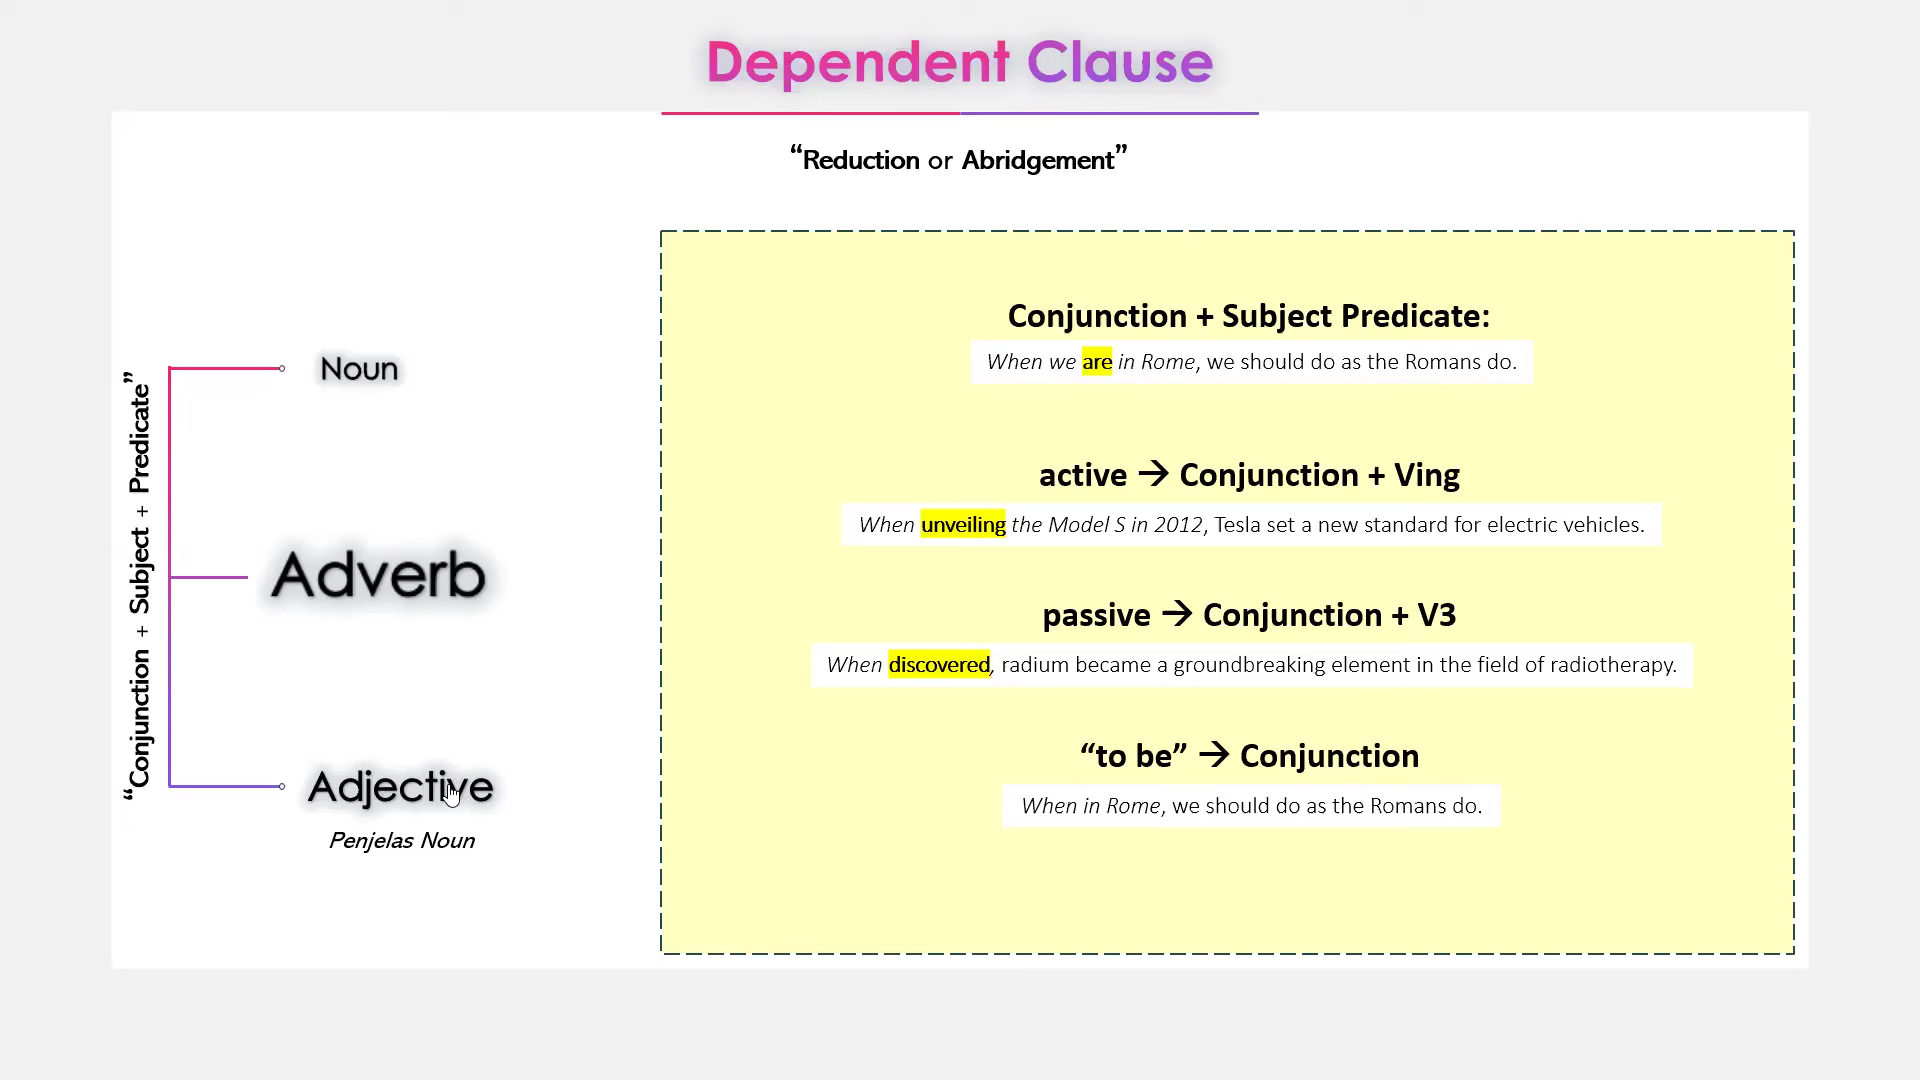 Dependent Clause
“Reduction or Abridgement”
“Conjunction + Subject + Predicate”
Noun
Adverb
Adjective
Penjelas Noun
Conjunction + Subject Predicate:
When we are in Rome, we should do as the Romans do.
active → Conjunction + Ving
When unveiling the Model S in 2012, Tesla set a new standard for electric vehicles.
passive → Conjunction + V3
When discovered, radium became a groundbreaking element in the field of radiotherapy.
“to be” → Conjunction
When in Rome, we should do as the Romans do.